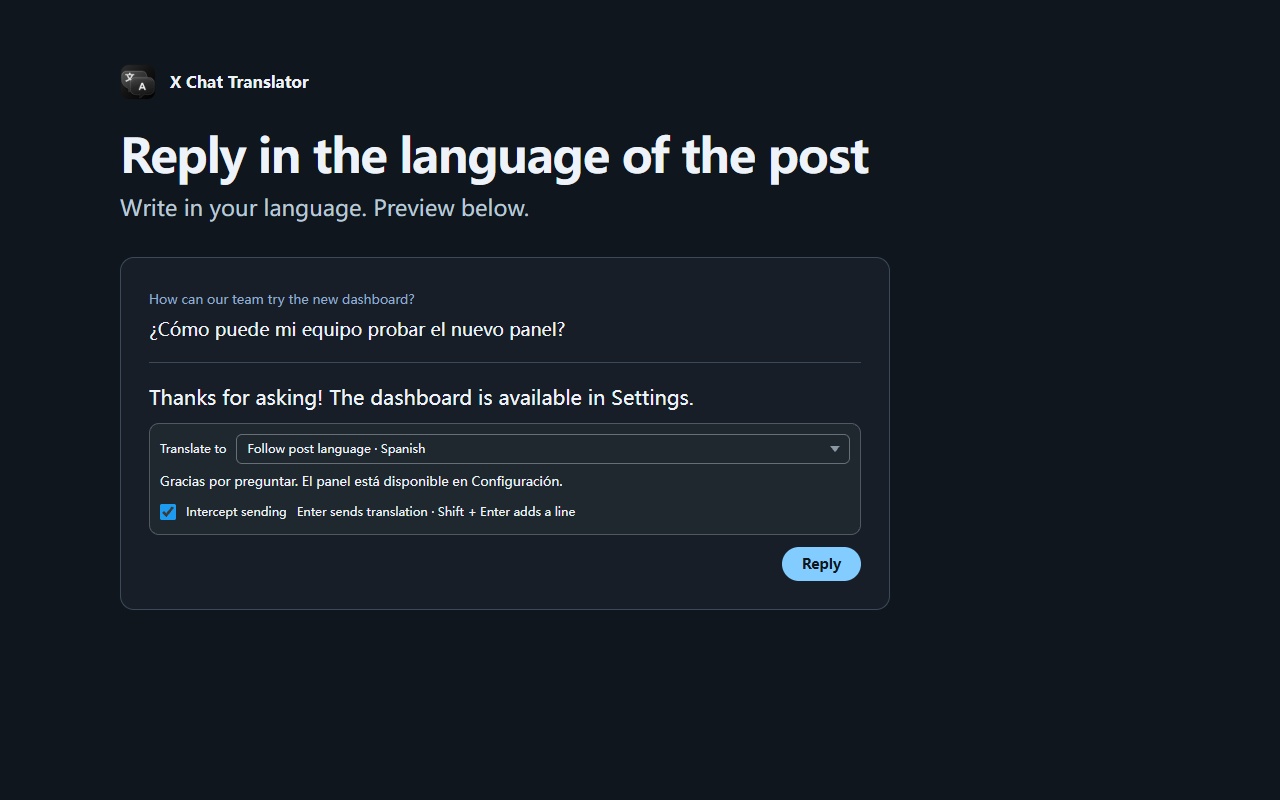 X Chat Translator
Reply in the language of the post
Write in your language. Preview below.
How can our team try the new dashboard?
¿Cómo puede mi equipo probar el nuevo panel?
Thanks for asking! The dashboard is available in Settings.
Translate to Follow post language · Spanish
Gracias por preguntar. El panel está disponible en Configuración.
Intercept sending Enter sends translation · Shift + Enter adds a line
Reply